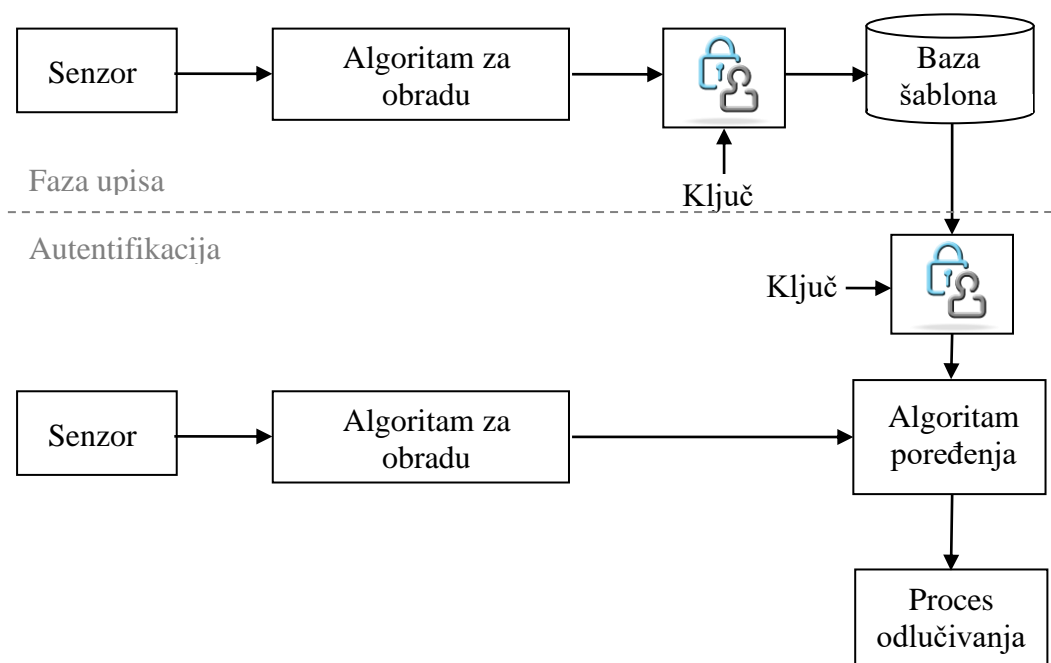 Senzor
Algoritam za
obradu
Baza
šablona
Faza upisa
Ključ
Autentifikacija
Ključ
Senzor
Algoritam za
obradu
Algoritam
poređenja
Proces
odlučivanja